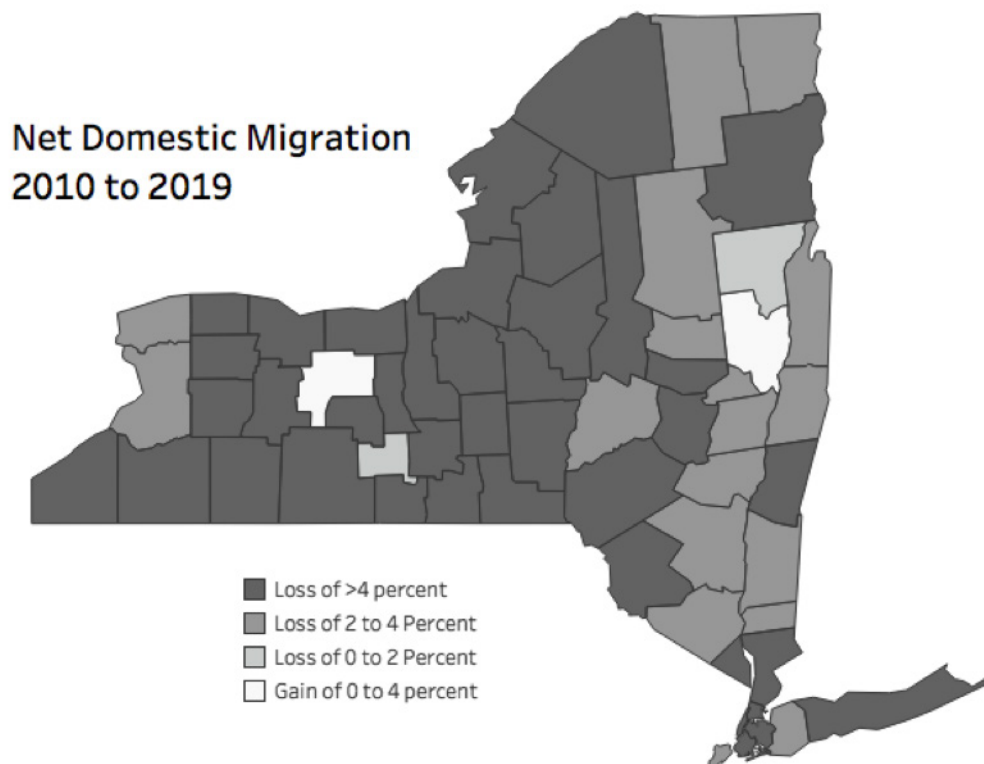 Net Domestic Migration
2010 to 2019
Loss of >4 percent
Loss of 2 to 4 Percent
Loss of 0 to 2 Percent
Gain of 0 to 4 percent